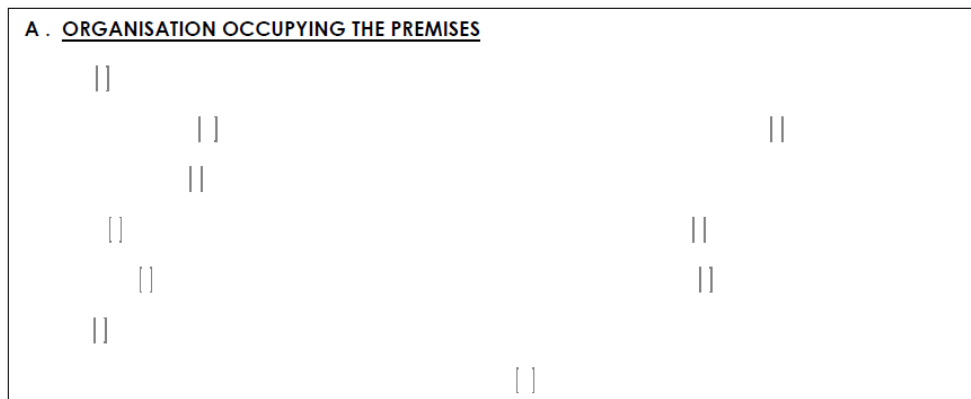 A . ORGANISATION OCCUPYING THE PREMISES
[ ]
[ ] [ ]
[ ]
[ ] [ ]
[ ] [ ]
[ ]
[ ]